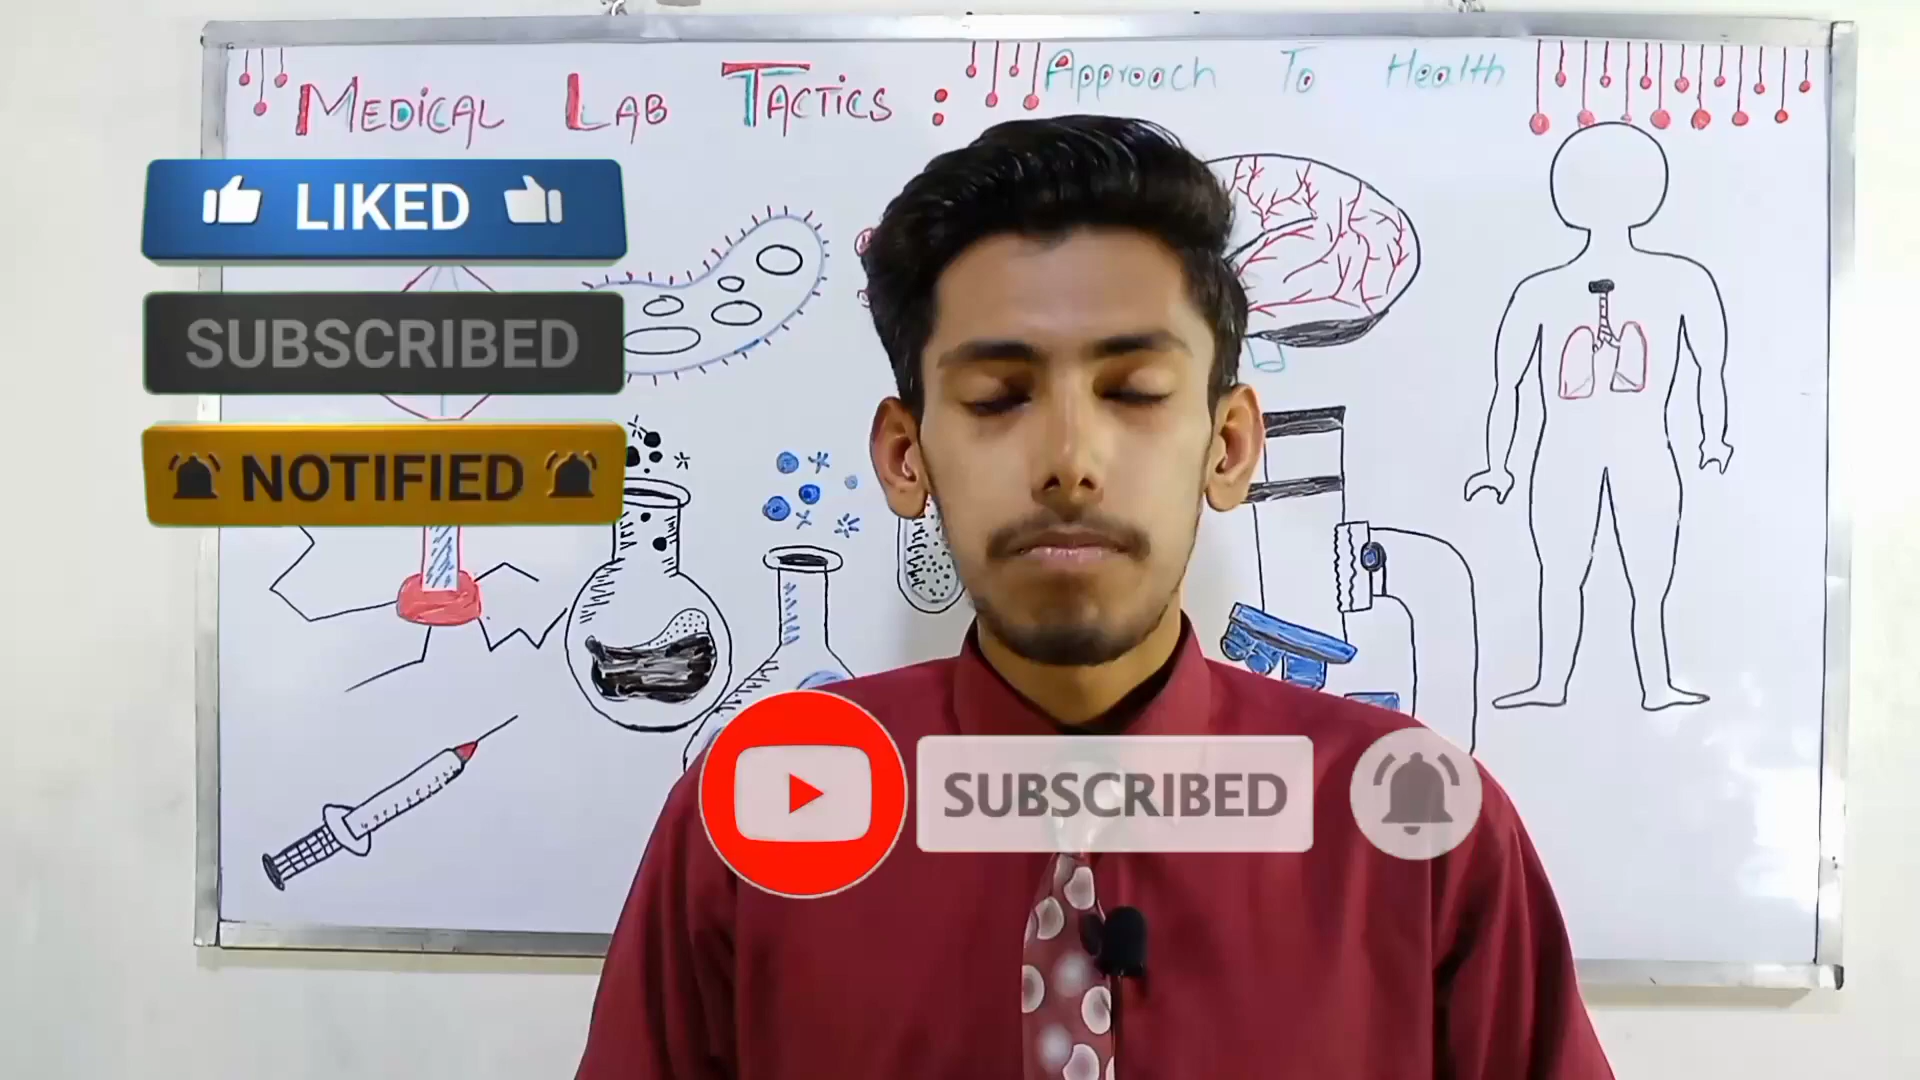 MEDICAL LAB TACTICS : Approach To Health
LIKED
SUBSCRIBED
NOTIFIED
SUBSCRIBED